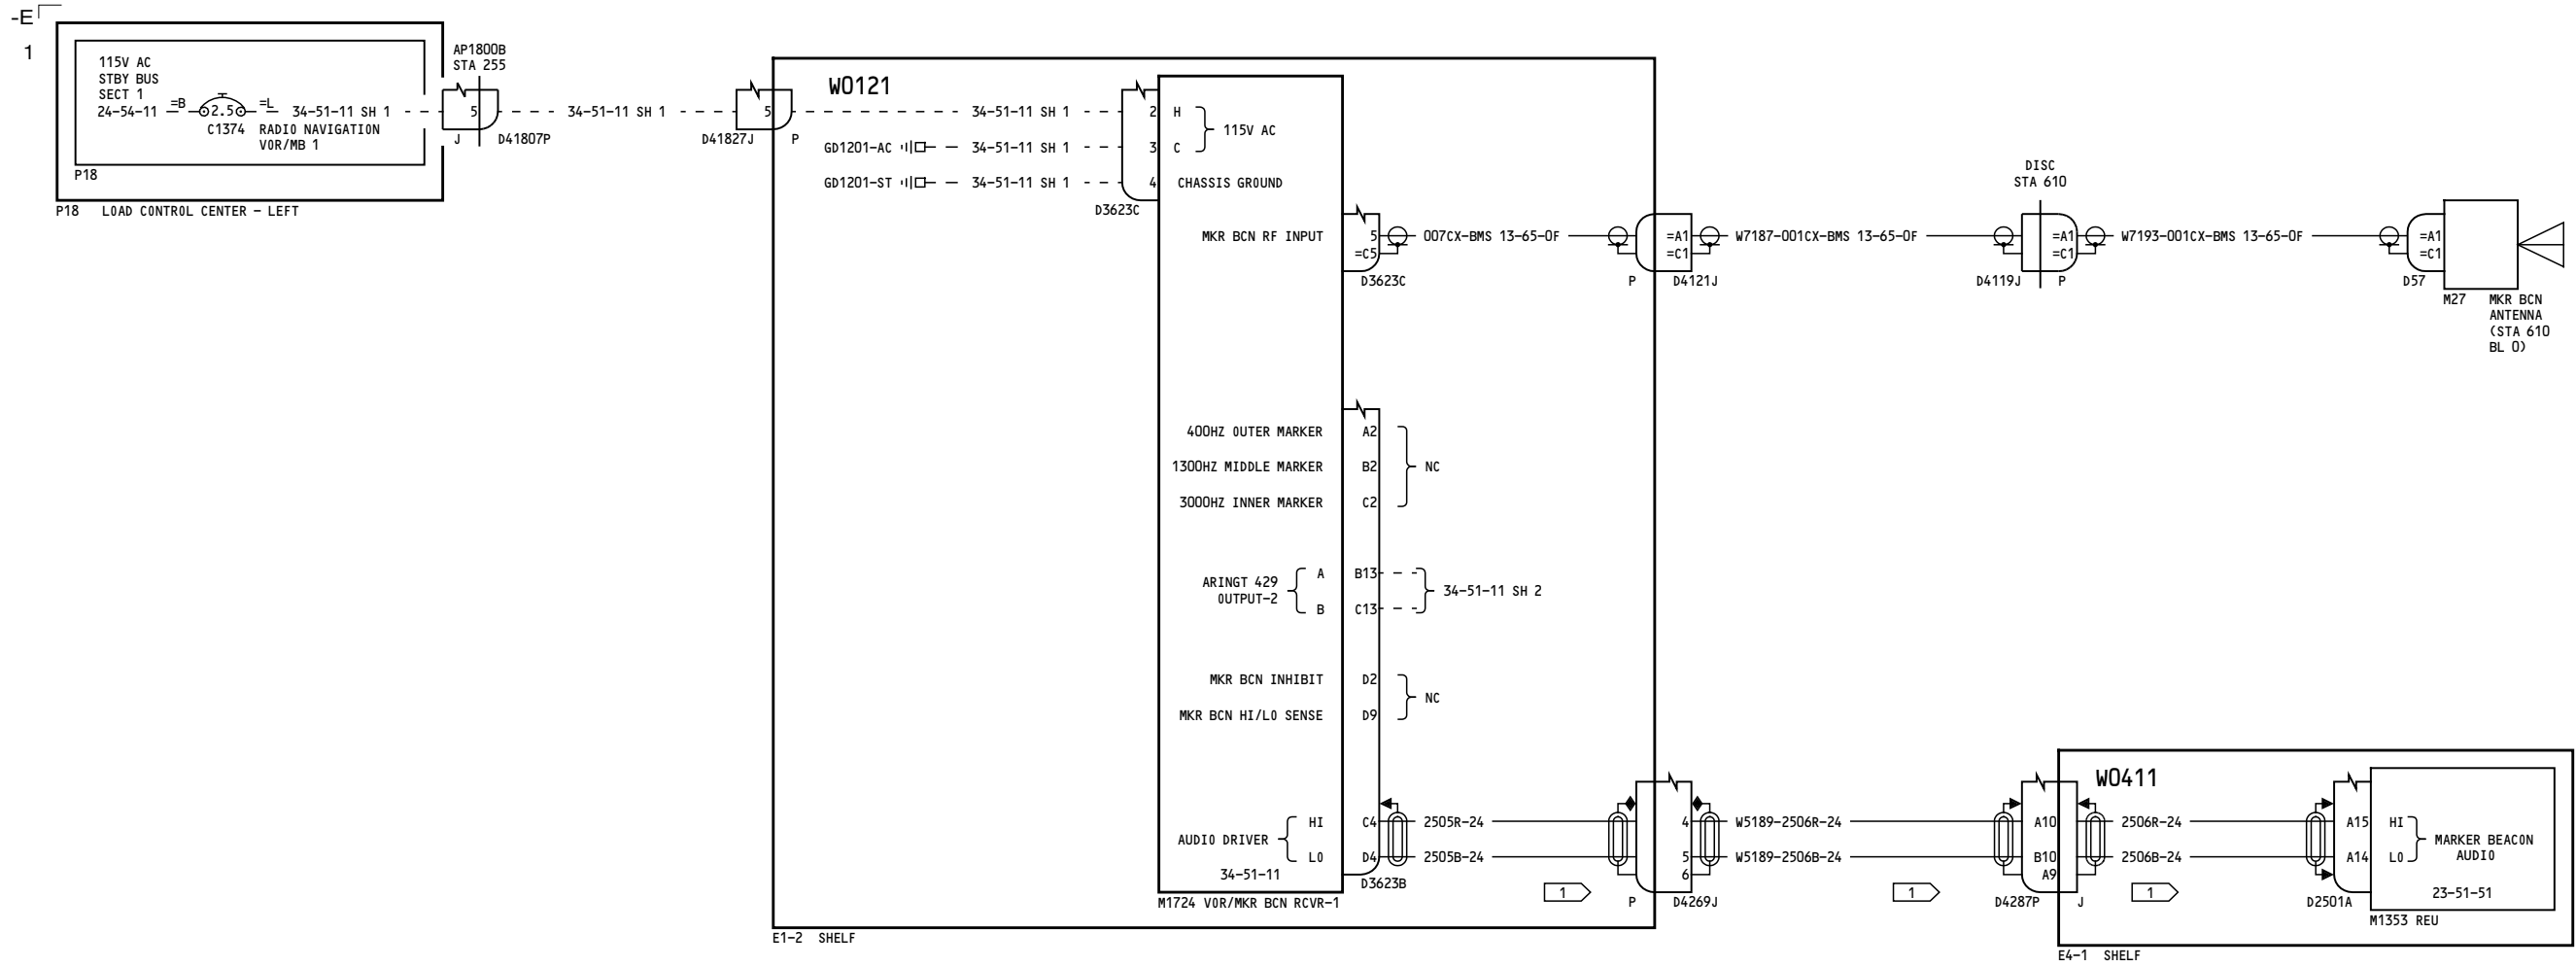 -E
1
115V AC
STBY BUS
SECT 1
24-54-11
=B
2.5
=L
34-51-11 SH 1
C1374
RADIO NAVIGATION
VOR/MB 1
P18
P18 LOAD CONTROL CENTER - LEFT
AP1800B
STA 255
5
J
D41807P
34-51-11 SH 1
5
D41827J
P
W0121
34-51-11 SH 1
2
H
GD1201-AC
34-51-11 SH 1
3
C
115V AC
GD1201-ST
34-51-11 SH 1
4
CHASSIS GROUND
D3623C
MKR BCN RF INPUT
5
=C5
D3623C
007CX-BMS 13-65-OF
=A1
=C1
P
D4121J
W7187-001CX-BMS 13-65-OF
DISC
STA 610
=A1
=C1
D4119J
P
W7193-001CX-BMS 13-65-OF
=A1
=C1
D57
M27
MKR BCN
ANTENNA
(STA 610
BL 0)
400HZ OUTER MARKER
A2
1300HZ MIDDLE MARKER
B2
NC
3000HZ INNER MARKER
C2
ARINGT 429
OUTPUT-2
A
B13
B
C13
34-51-11 SH 2
MKR BCN INHIBIT
D2
NC
MKR BCN HI/LO SENSE
D9
AUDIO DRIVER
HI
C4
LO
D4
34-51-11
D3623B
M1724 VOR/MKR BCN RCVR-1
E1-2 SHELF
2505R-24
2505B-24
1
4
5
6
P
D4269J
W5189-2506R-24
W5189-2506B-24
1
A10
B10
A9
D4287P
J
W0411
2506R-24
2506B-24
1
A15
HI
A14
LO
MARKER BEACON
AUDIO
23-51-51
D2501A
M1353 REU
E4-1 SHELF